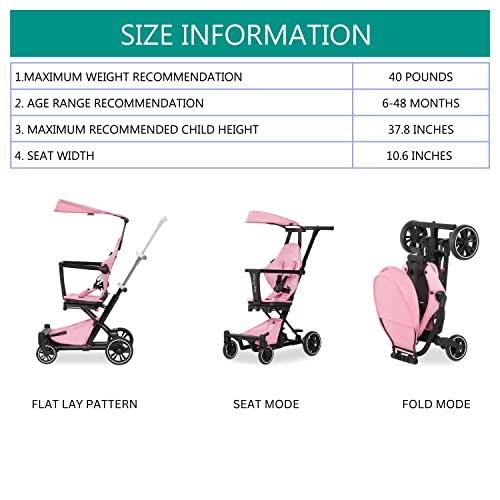 SIZE INFORMATION
1.MAXIMUM WEIGHT RECOMMENDATION 40 POUNDS
2. AGE RANGE RECOMMENDATION 6-48 MONTHS
3. MAXIMUM RECOMMENDED CHILD HEIGHT 37.8 INCHES
4. SEAT WIDTH 10.6 INCHES
FLAT LAY PATTERN SEAT MODE FOLD MODE